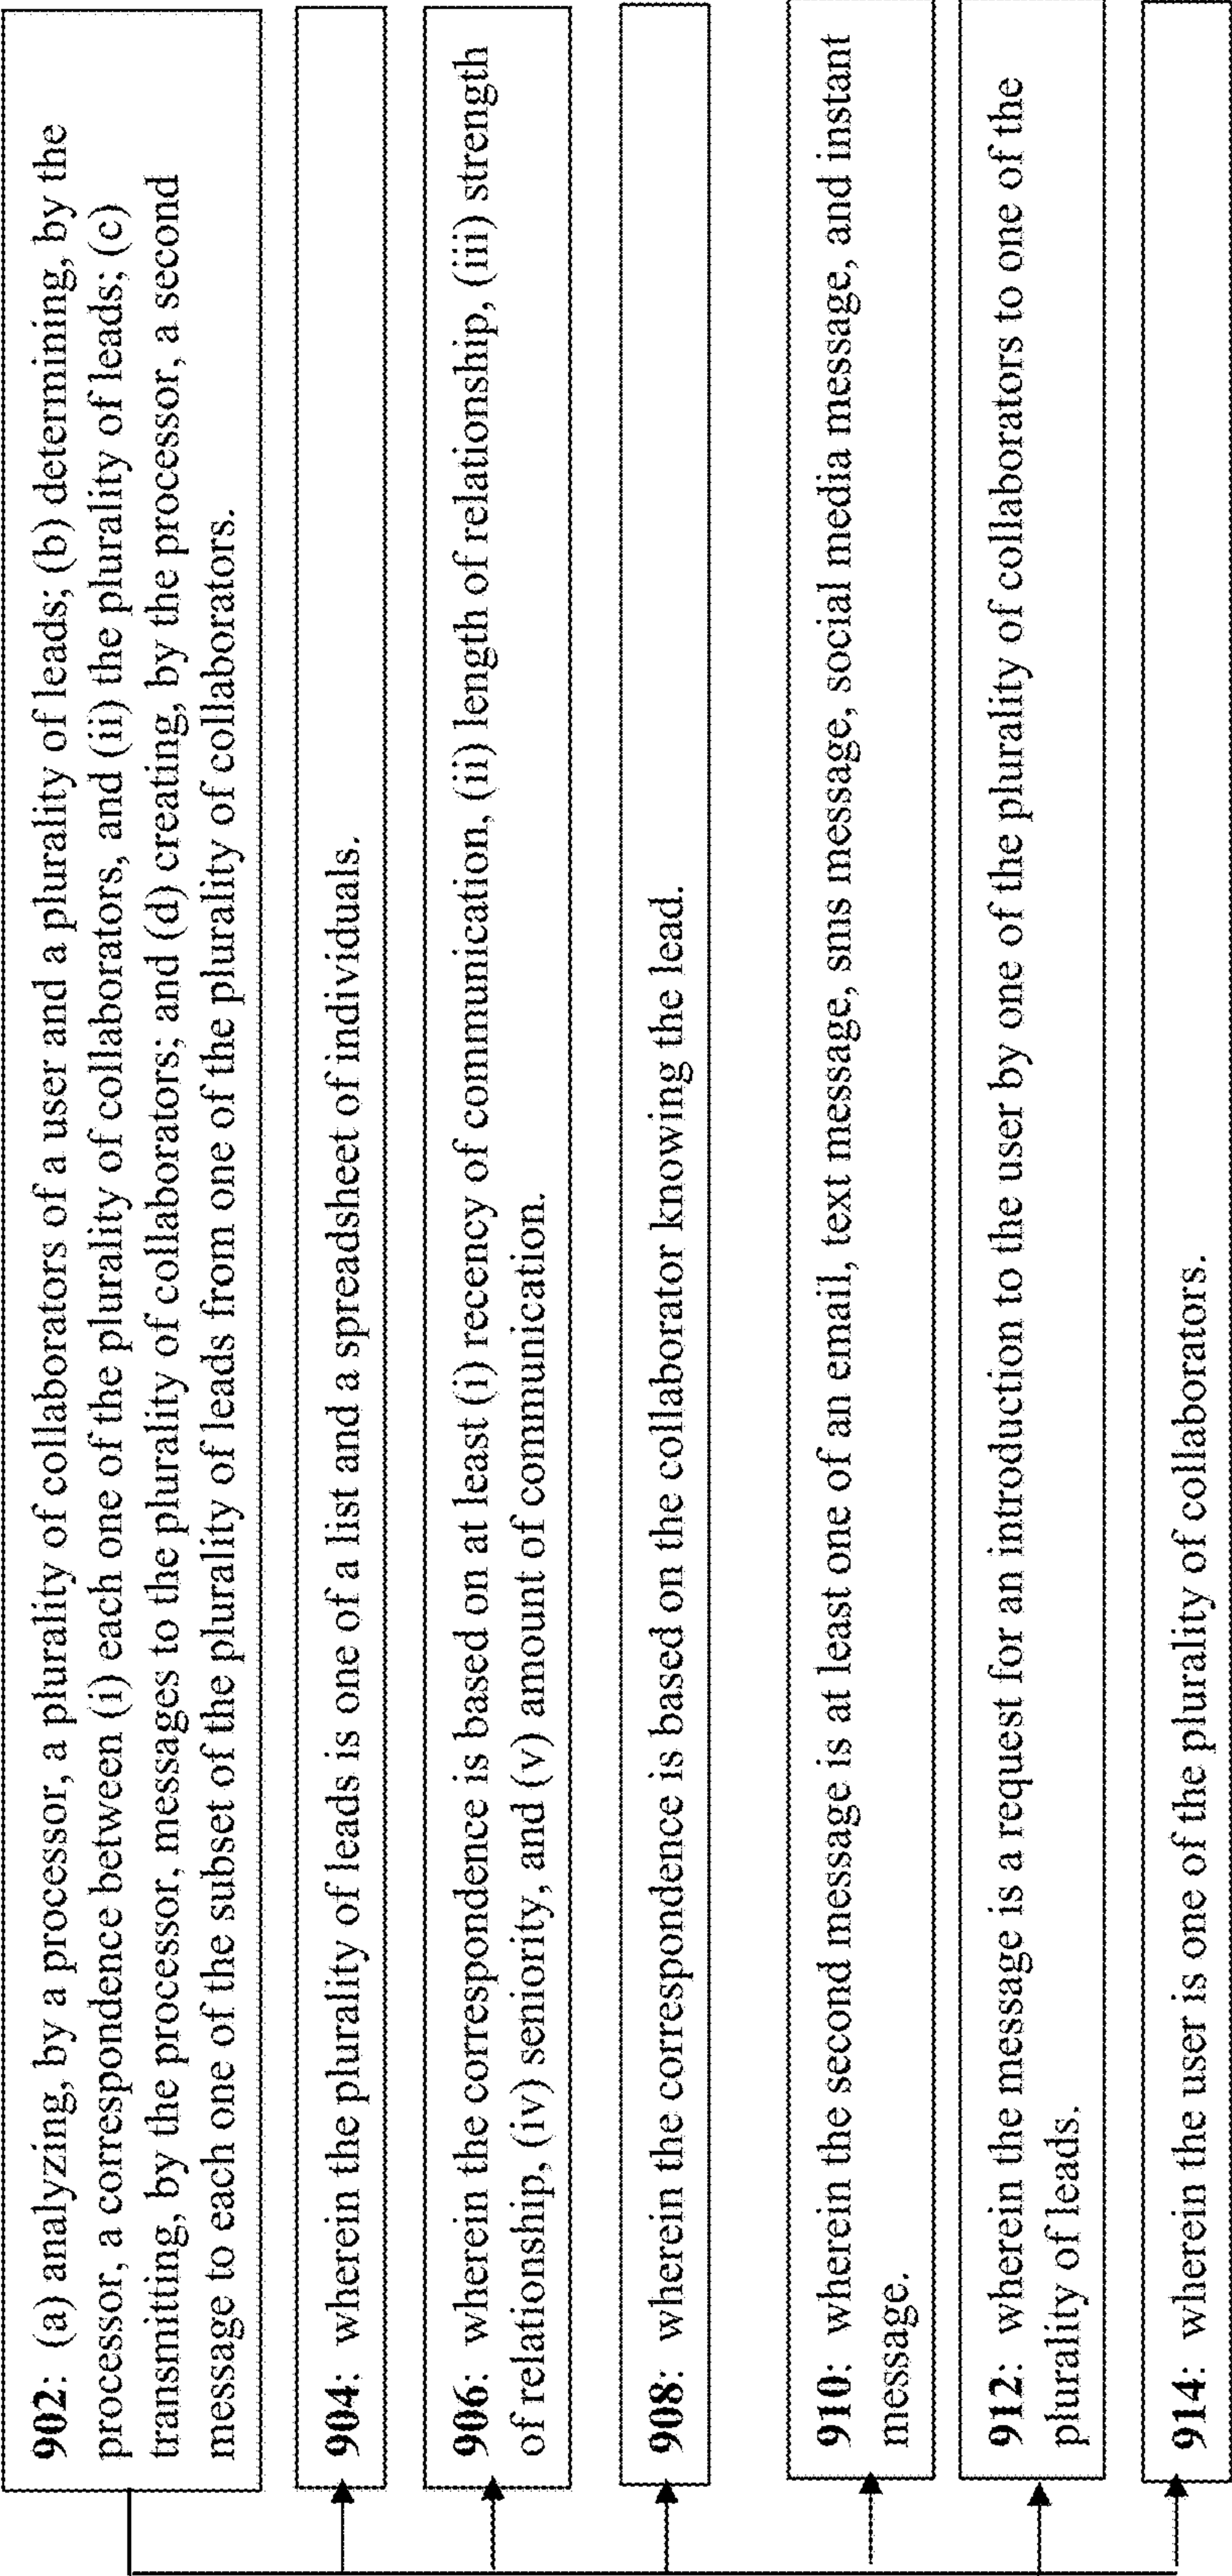 902: (a) analyzing, by a processor, a plurality of collaborators of a user and a plurality of leads; (b) determining, by the
processor, a correspondence between (i) each one of the plurality of collaborators, and (ii) the plurality of leads; (c)
transmitting, by the processor, messages to the plurality of collaborators; and (d) creating, by the processor, a second
message to each one of the subset of the plurality of leads from one of the plurality of collaborators.
904: wherein the plurality of leads is one of a list and a spreadsheet of individuals.
906: wherein the correspondence is based on at least (i) recency of communication, (ii) length of relationship, (iii) strength
of relationship, (iv) seniority, and (v) amount of communication.
908: wherein the correspondence is based on the collaborator knowing the lead.
910: wherein the second message is at least one of an email, text message, sms message, social media message, and instant
message.
912: wherein the message is a request for an introduction to the user by one of the plurality of collaborators to one of the
plurality of leads.
914: wherein the user is one of the plurality of collaborators.